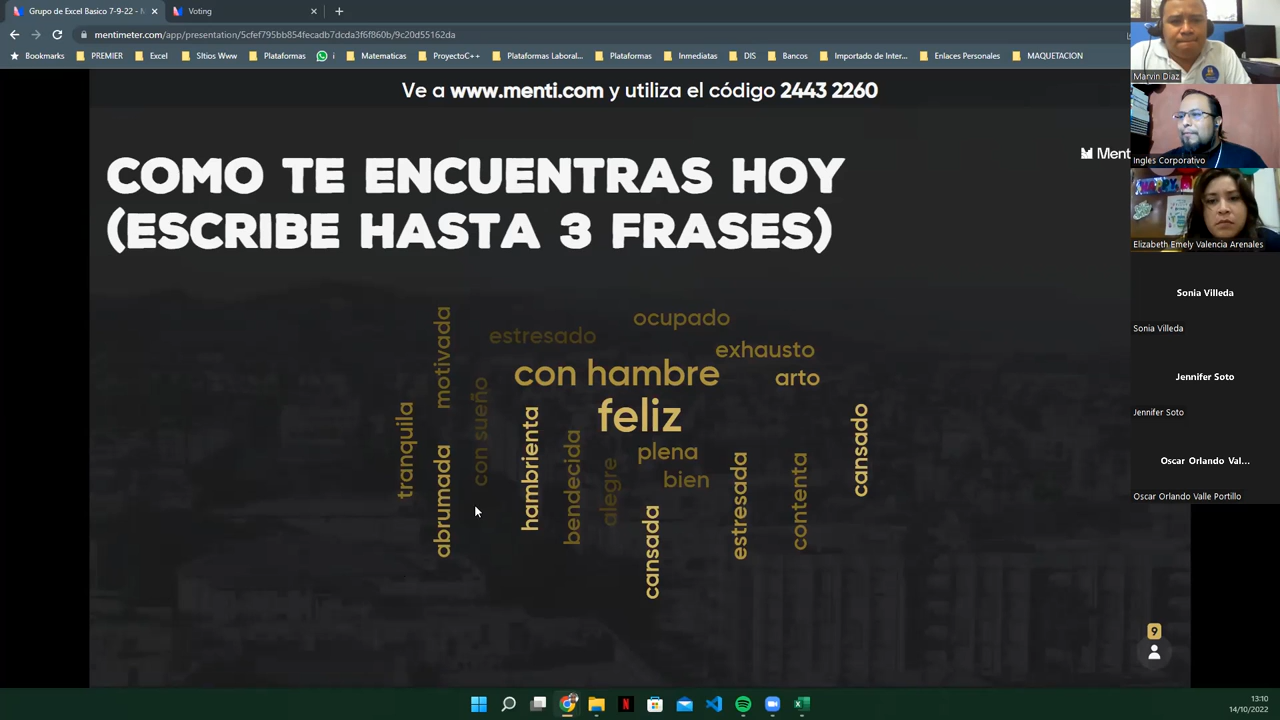 Grupo de Excel Basico 7-9-22 - M
Voting
mentimeter.com/app/presentation/5cfef795bb854fecadb7dcda3f6f860b/9c20d55162da
Bookmarks PREMIER Excel SItios Www Plataformas i Matematicas ProyectoC++ Plataformas Laboral... Plataformas Inmediatas DIS Bancos Importado de Inter... Enlaces Personales MAQUETACION
Ve a www.menti.com y utiliza el código 2443 2260
Ment
COMO TE ENCUENTRAS HOY
(ESCRIBE HASTA 3 FRASES)
motivada
estresado
ocupado
exhausto
con hambre
arto
con sueño
feliz
tranquila
cansado
hambrienta
bendecida
alegre
plena
bien
abrumada
estresada
contenta
cansada
9
Marvin Diaz
Ingles Corporativo
Elizabeth Emely Valencia Arenales
Sonia Villeda
Sonia Villeda
Jennifer Soto
Jennifer Soto
Oscar Orlando Val...
Oscar Orlando Valle Portillo
13:10
14/10/2022